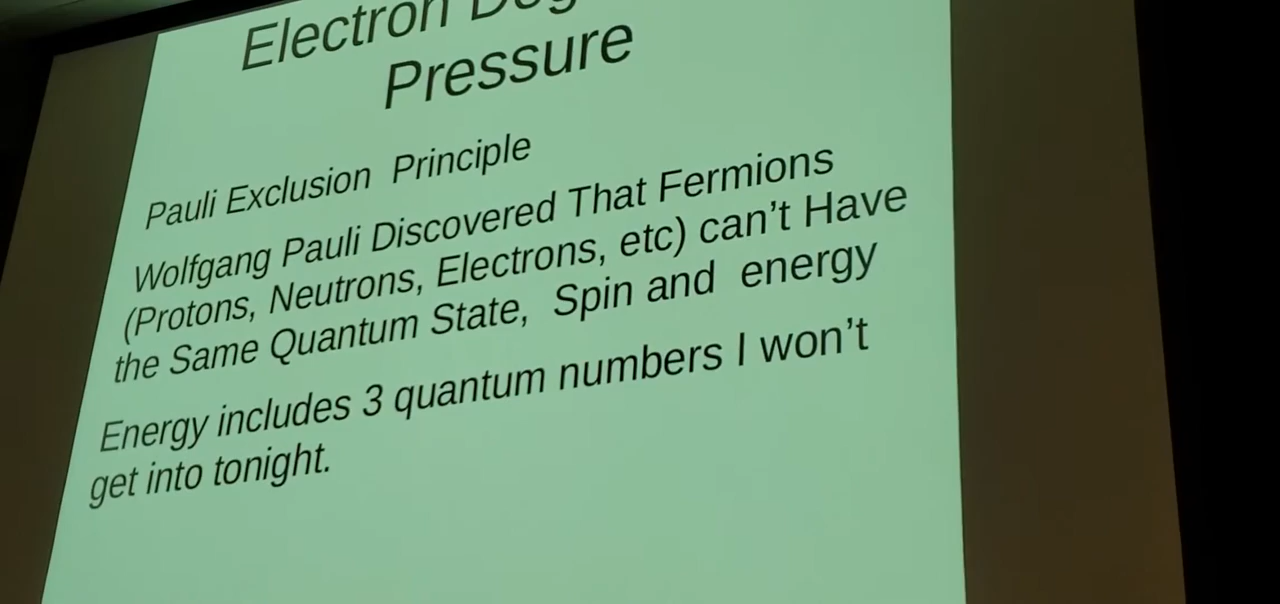 Electron
Pressure
Pauli Exclusion Principle
Wolfgang Pauli Discovered That Fermions
(Protons, Neutrons, Electrons, etc) can't Have
the Same Quantum State, Spin and energy
Energy includes 3 quantum numbers I won't
get into tonight.